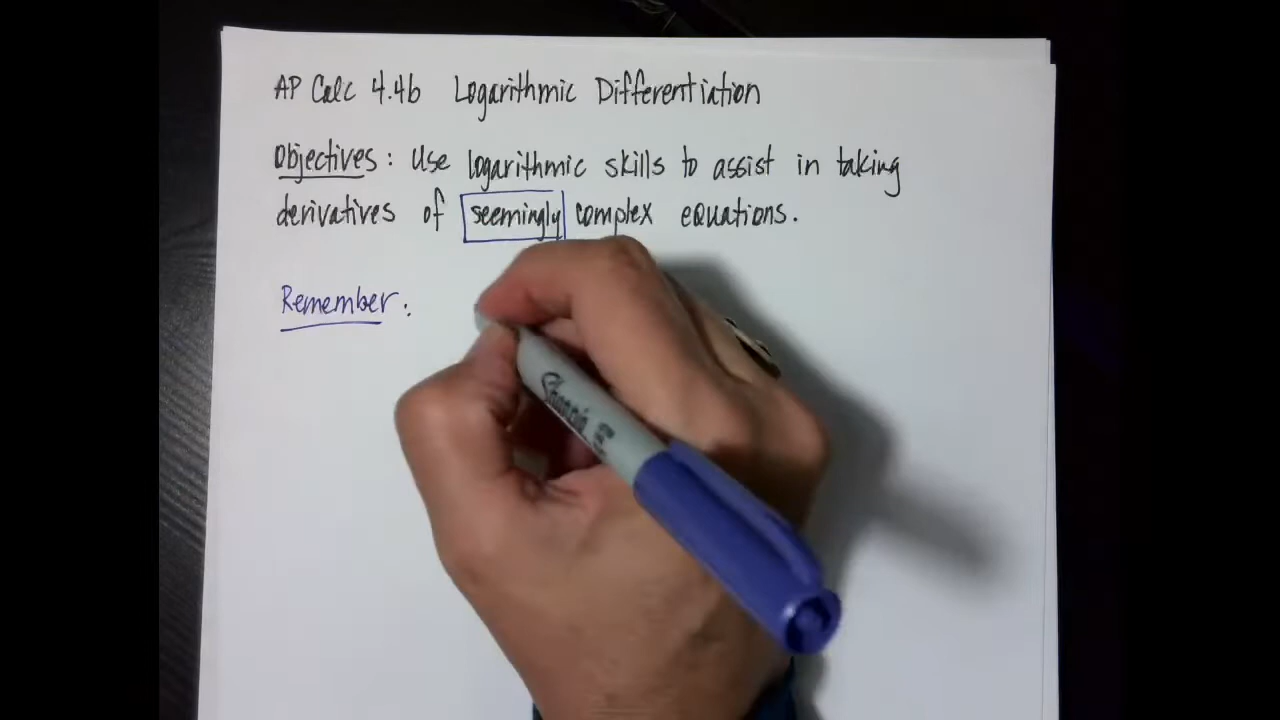 AP Calc 4.4b Logarithmic Differentiation
Objectives: Use logarithmic skills to assist in taking
derivatives of seemingly complex equations.
Remember:
Sharpie